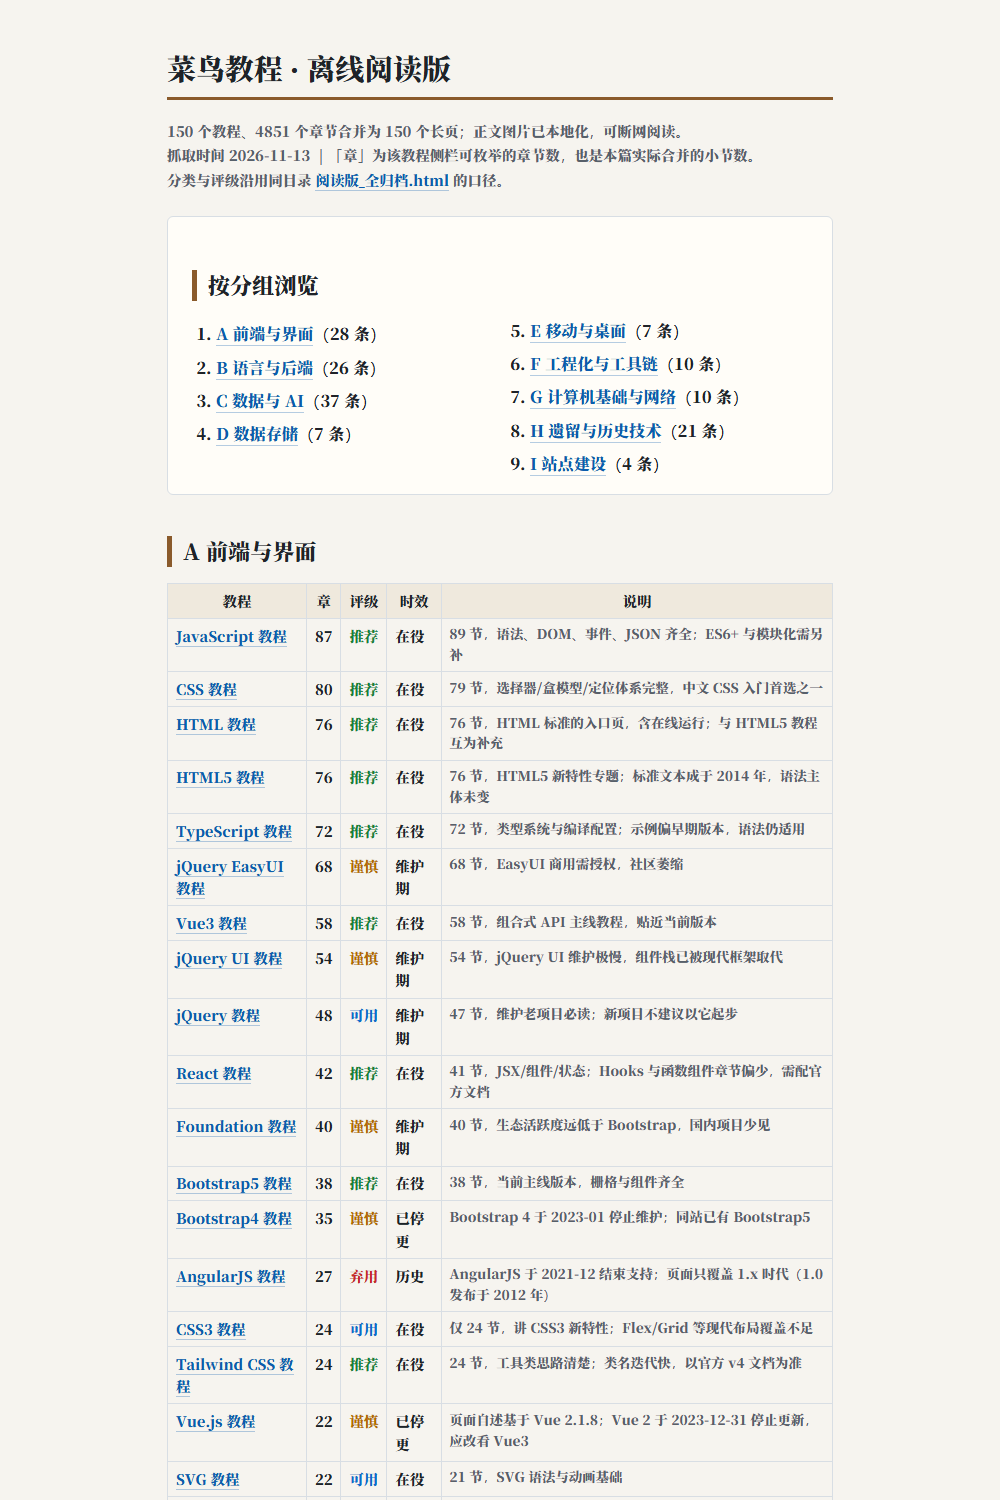 菜鸟教程 · 离线阅读版
150 个教程、4851 个章节合并为 150 个长页；正文图片已本地化，可断网阅读。
抓取时间 2026-11-13 ｜「章」为该教程侧栏可枚举的章节数，也是本篇实际合并的小节数。
分类与评级沿用同目录 阅读版_全归档.html 的口径。
按分组浏览
1. A 前端与界面（28 条）
2. B 语言与后端（26 条）
3. C 数据与 AI（37 条）
4. D 数据存储（7 条）
5. E 移动与桌面（7 条）
6. F 工程化与工具链（10 条）
7. G 计算机基础与网络（10 条）
8. H 遗留与历史技术（21 条）
9. I 站点建设（4 条）
A 前端与界面
教程 章 评级 时效 说明
JavaScript 教程 87 推荐 在役 89 节，语法、DOM、事件、JSON 齐全；ES6+ 与模块化需另
补
CSS 教程 80 推荐 在役 79 节，选择器/盒模型/定位体系完整，中文 CSS 入门首选之一
HTML 教程 76 推荐 在役 76 节，HTML 标准的入口页，含在线运行；与 HTML5 教程
互为补充
HTML5 教程 76 推荐 在役 76 节，HTML5 新特性专题；标准文本成于 2014 年，语法主
体未变
TypeScript 教程 72 推荐 在役 72 节，类型系统与编译配置；示例偏早期版本，语法仍适用
jQuery EasyUI 68 谨慎 维护 68 节，EasyUI 商用需授权，社区萎缩
教程 期
Vue3 教程 58 推荐 在役 58 节，组合式 API 主线教程，贴近当前版本
jQuery UI 教程 54 谨慎 维护 54 节，jQuery UI 维护极慢，组件栈已被现代框架取代
期
jQuery 教程 48 可用 维护 47 节，维护老项目必读；新项目不建议以它起步
期
React 教程 42 推荐 在役 41 节，JSX/组件/状态；Hooks 与函数组件章节偏少，需配官
方文档
Foundation 教程 40 谨慎 维护 40 节，生态活跃度远低于 Bootstrap，国内项目少见
期
Bootstrap5 教程 38 推荐 在役 38 节，当前主线版本，栅格与组件齐全
Bootstrap4 教程 35 谨慎 已停 Bootstrap 4 于 2023-01 停止维护；同站已有 Bootstrap5
更
AngularJS 教程 27 弃用 历史 AngularJS 于 2021-12 结束支持；页面只覆盖 1.x 时代（1.0
发布于 2012 年）
CSS3 教程 24 可用 在役 仅 24 节，讲 CSS3 新特性；Flex/Grid 等现代布局覆盖不足
Tailwind CSS 教 24 推荐 在役 24 节，工具类思路清楚；类名迭代快，以官方 v4 文档为准
程
Vue.js 教程 22 谨慎 已停 页面自述基于 Vue 2.1.8；Vue 2 于 2023-12-31 停止更新，
更 应改看 Vue3
SVG 教程 22 可用 在役 21 节，SVG 语法与动画基础